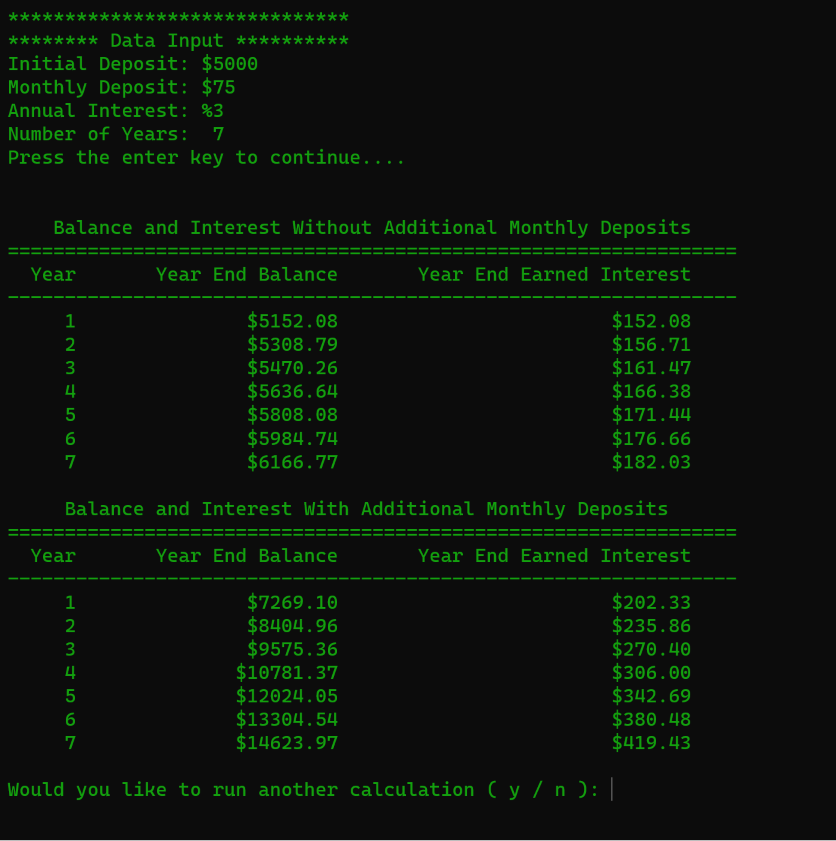 ******************************
******** Data Input **********
Initial Deposit: $5000
Monthly Deposit: $75
Annual Interest: %3
Number of Years:  7
Press the enter key to continue....
    Balance and Interest Without Additional Monthly Deposits
================================================================
  Year       Year End Balance       Year End Earned Interest
----------------------------------------------------------------
     1               $5152.08                        $152.08
     2               $5308.79                        $156.71
     3               $5470.26                        $161.47
     4               $5636.64                        $166.38
     5               $5808.08                        $171.44
     6               $5984.74                        $176.66
     7               $6166.77                        $182.03
     Balance and Interest With Additional Monthly Deposits
================================================================
  Year       Year End Balance       Year End Earned Interest
----------------------------------------------------------------
     1               $7269.10                        $202.33
     2               $8404.96                        $235.86
     3               $9575.36                        $270.40
     4              $10781.37                        $306.00
     5              $12024.05                        $342.69
     6              $13304.54                        $380.48
     7              $14623.97                        $419.43
Would you like to run another calculation ( y / n ):